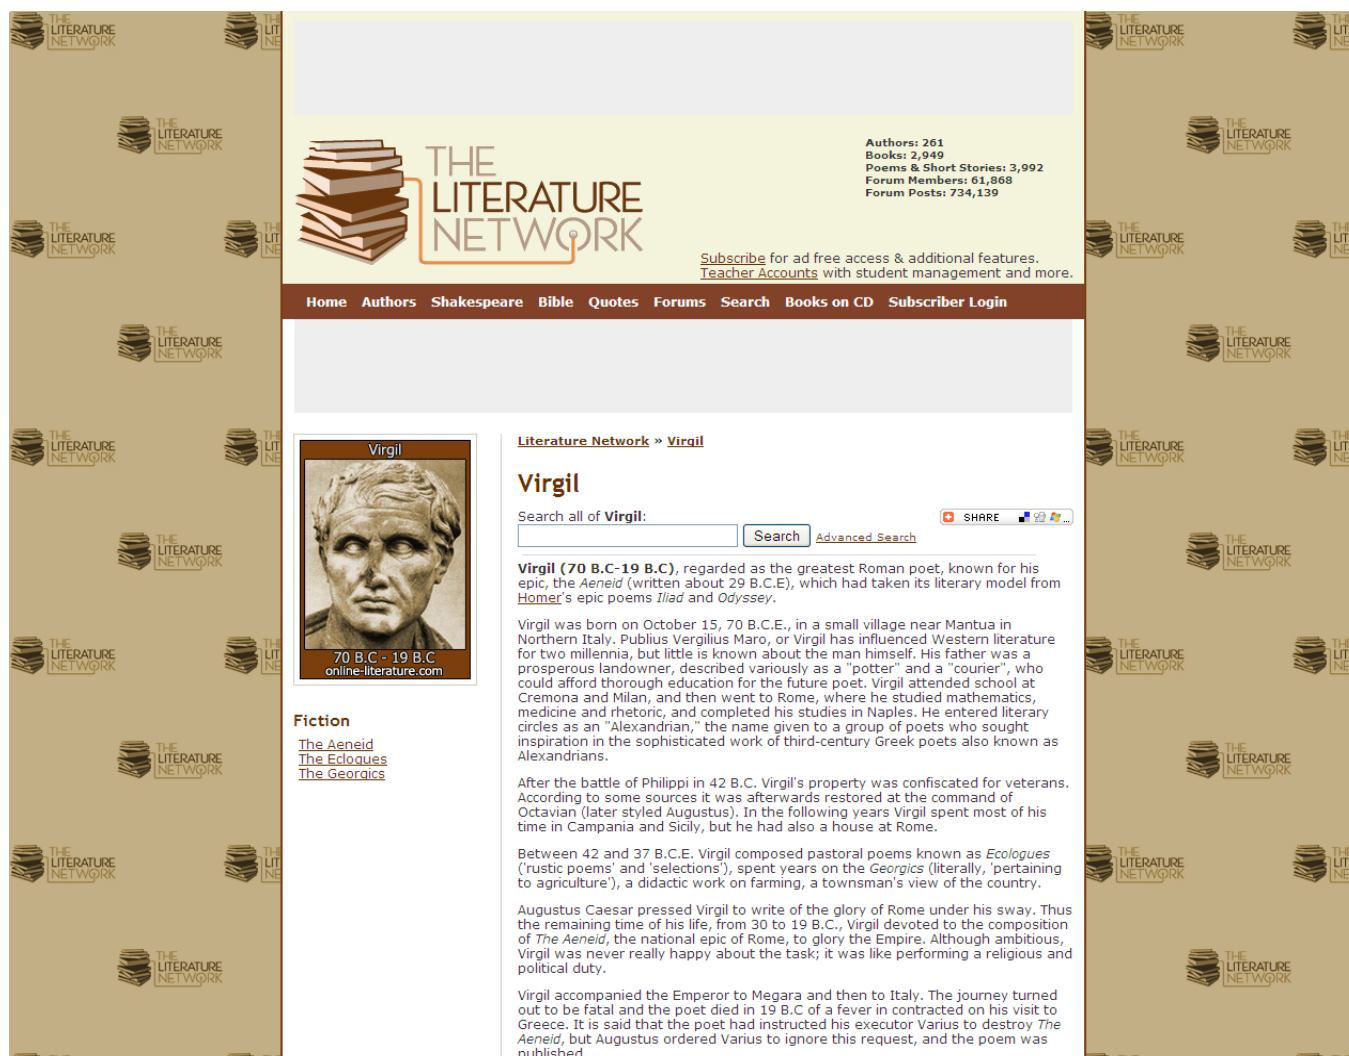 THE
LITERATURE
NETWORK
Authors: 261
Books: 2,949
Poems & Short Stories: 3,992
Forum Members: 61,868
Forum Posts: 734,139
Subscribe for ad free access & additional features.
Teacher Accounts with student management and more.
Home Authors Shakespeare Bible Quotes Forums Search Books on CD Subscriber Login
Virgil
70 B.C - 19 B.C
online-literature.com
Fiction
The Aeneid
The Eclogues
The Georgics
Literature Network » Virgil
Virgil
Search all of Virgil:
Search Advanced Search
SHARE
Virgil (70 B.C-19 B.C), regarded as the greatest Roman poet, known for his
epic, the Aeneid (written about 29 B.C.E), which had taken its literary model from
Homer's epic poems Iliad and Odyssey.
Virgil was born on October 15, 70 B.C.E., in a small village near Mantua in
Northern Italy. Publius Vergilius Maro, or Virgil has influenced Western literature
for two millennia, but little is known about the man himself. His father was a
prosperous landowner, described variously as a "potter" and a "courier", who
could afford thorough education for the future poet. Virgil attended school at
Cremona and Milan, and then went to Rome, where he studied mathematics,
medicine and rhetoric, and completed his studies in Naples. He entered literary
circles as an "Alexandrian," the name given to a group of poets who sought
inspiration in the sophisticated work of third-century Greek poets also known as
Alexandrians.
After the battle of Philippi in 42 B.C. Virgil's property was confiscated for veterans.
According to some sources it was afterwards restored at the command of
Octavian (later styled Augustus). In the following years Virgil spent most of his
time in Campania and Sicily, but he had also a house at Rome.
Between 42 and 37 B.C.E. Virgil composed pastoral poems known as Ecologues
('rustic poems' and 'selections'), spent years on the Georgics (literally, 'pertaining
to agriculture'), a didactic work on farming, a townsman's view of the country.
Augustus Caesar pressed Virgil to write of the glory of Rome under his sway. Thus
the remaining time of his life, from 30 to 19 B.C., Virgil devoted to the composition
of The Aeneid, the national epic of Rome, to glory the Empire. Although ambitious,
Virgil was never really happy about the task; it was like performing a religious and
political duty.
Virgil accompanied the Emperor to Megara and then to Italy. The journey turned
out to be fatal and the poet died in 19 B.C of a fever in contracted on his visit to
Greece. It is said that the poet had instructed his executor Varius to destroy The
Aeneid, but Augustus ordered Varius to ignore this request, and the poem was
published.